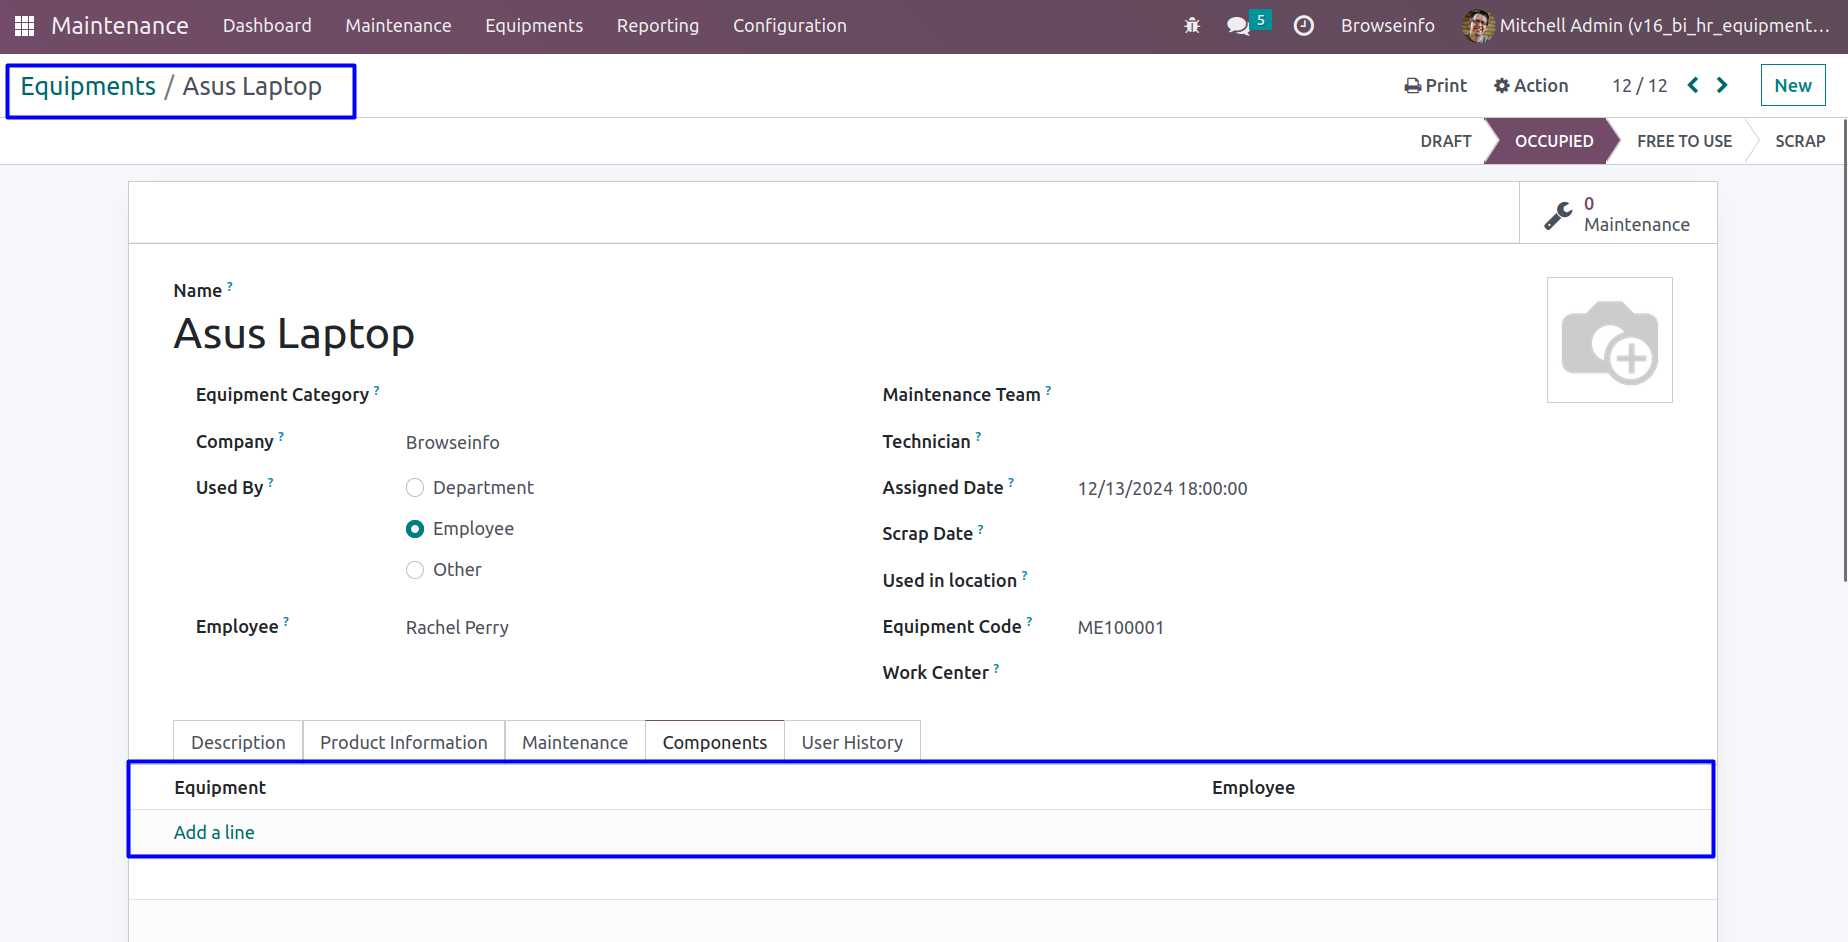 Maintenance Dashboard Maintenance Equipments Reporting Configuration 5 Browseinfo Mitchell Admin (v16_bi_hr_equipment...
Equipments / Asus Laptop Print Action 12 / 12 New
DRAFT OCCUPIED FREE TO USE SCRAP
0
Maintenance
Name ?
Asus Laptop
Equipment Category ? Maintenance Team ?
Company ? Browseinfo Technician ?
Used By ? Department Assigned Date ? 12/13/2024 18:00:00
Employee Scrap Date ?
Other Used in location ?
Employee ? Rachel Perry Equipment Code ? ME100001
Work Center ?
Description Product Information Maintenance Components User History
Equipment Employee
Add a line